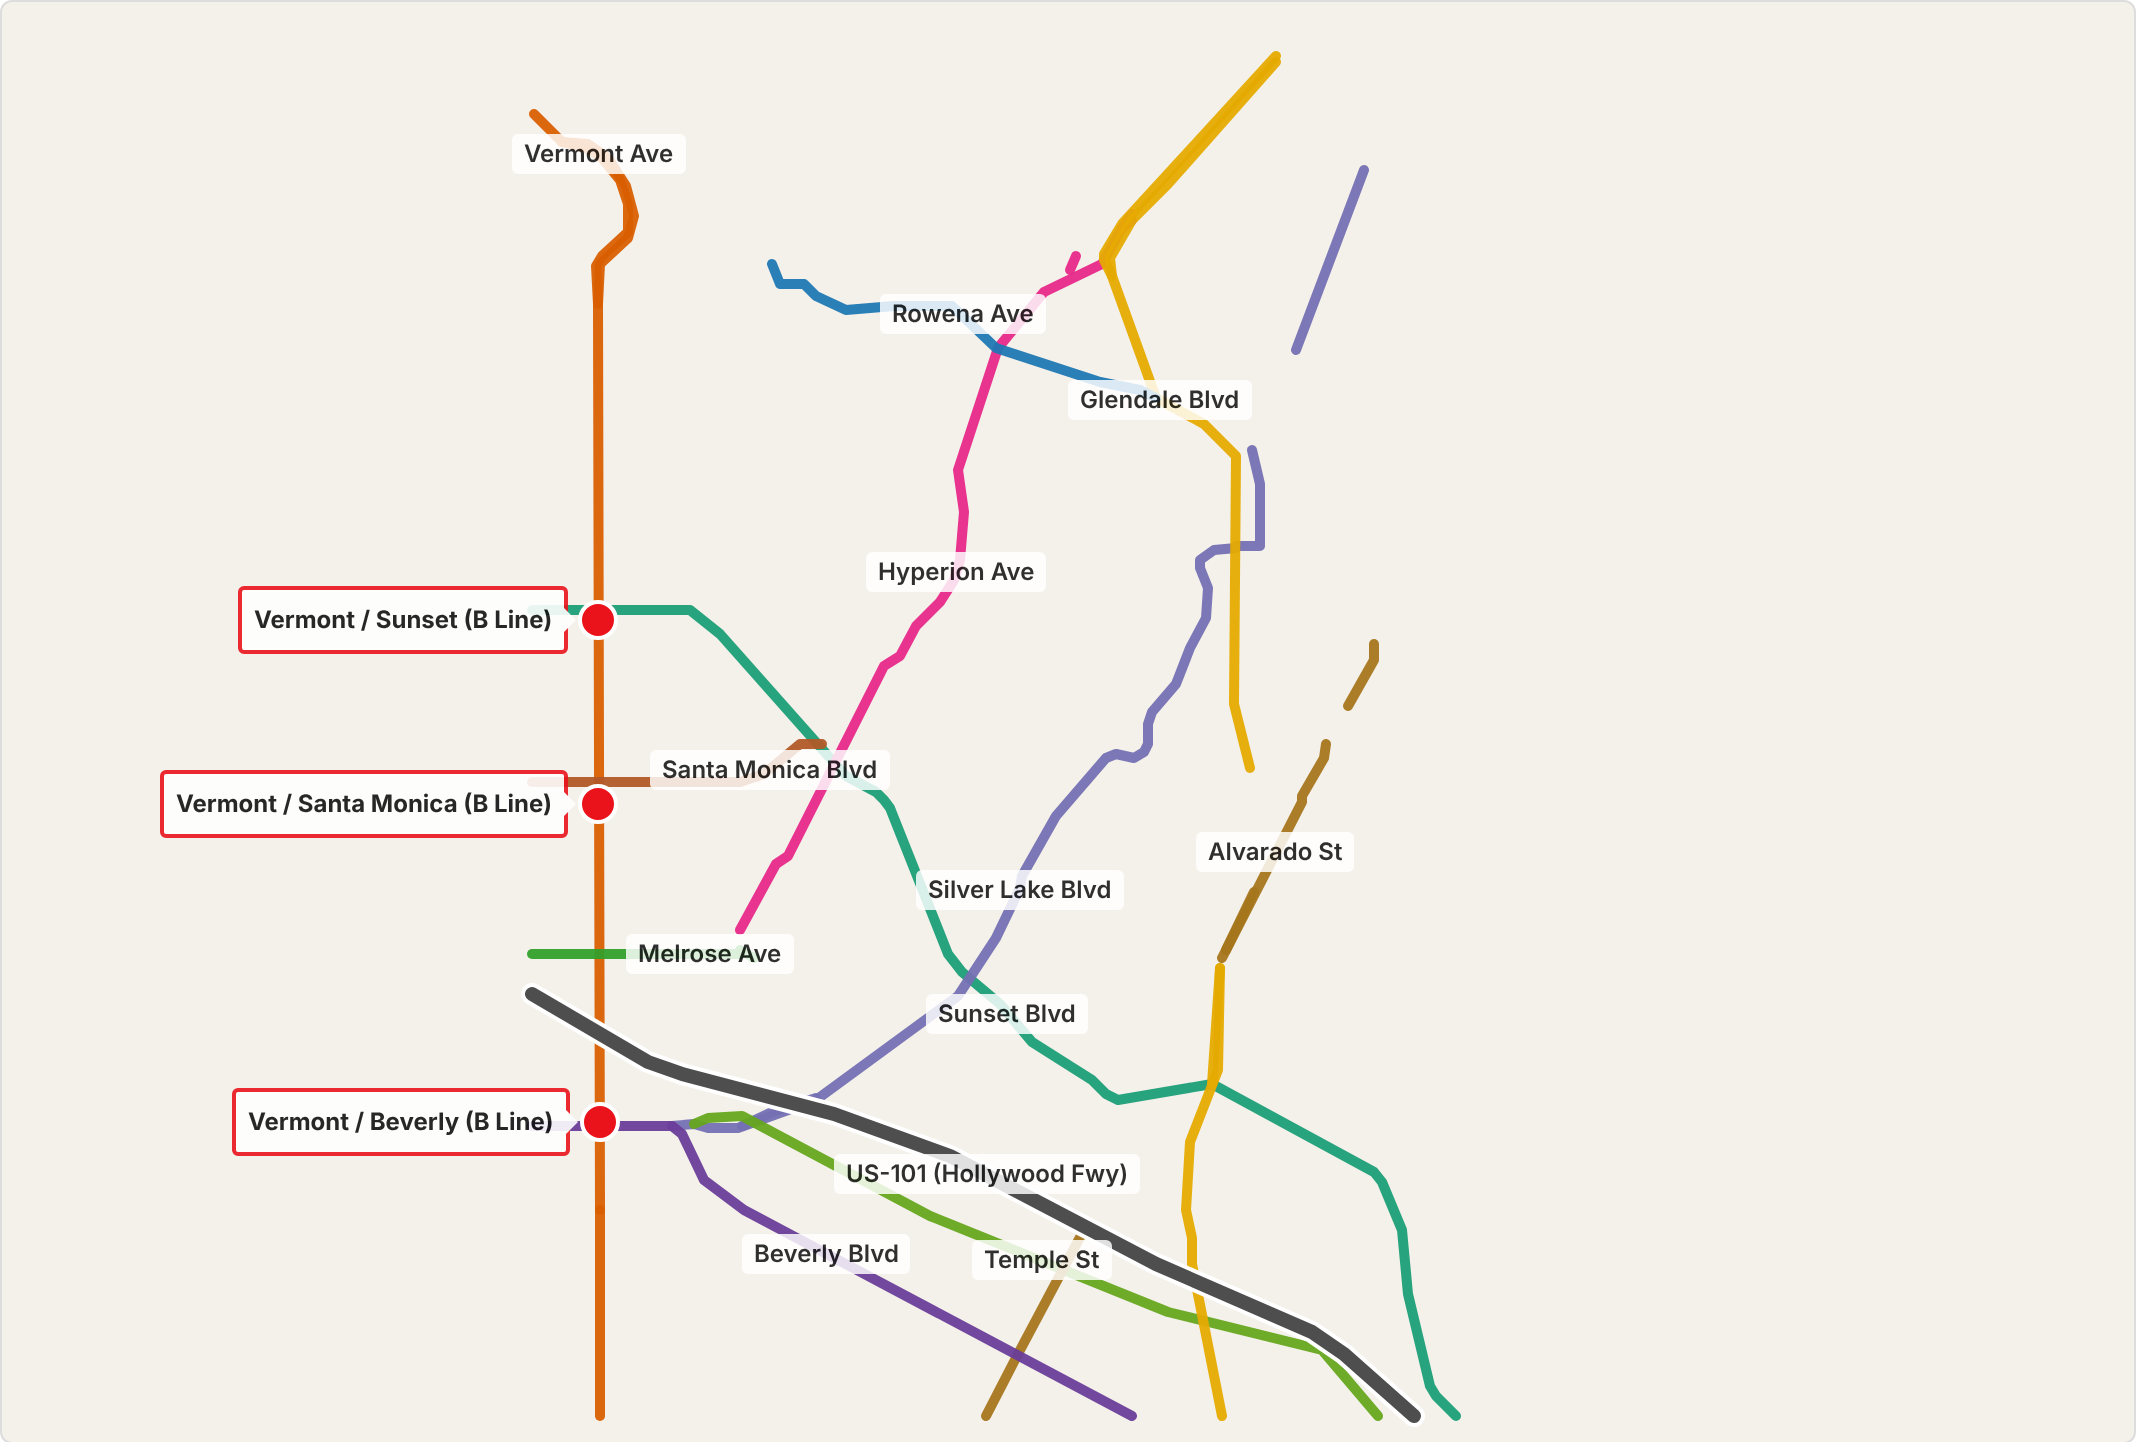 Vermont Ave
Rowena Ave
Glendale Blvd
Hyperion Ave
Vermont / Sunset (B Line)
Santa Monica Blvd
Vermont / Santa Monica (B Line)
Alvarado St
Silver Lake Blvd
Melrose Ave
Sunset Blvd
Vermont / Beverly (B Line)
US-101 (Hollywood Fwy)
Beverly Blvd
Temple St